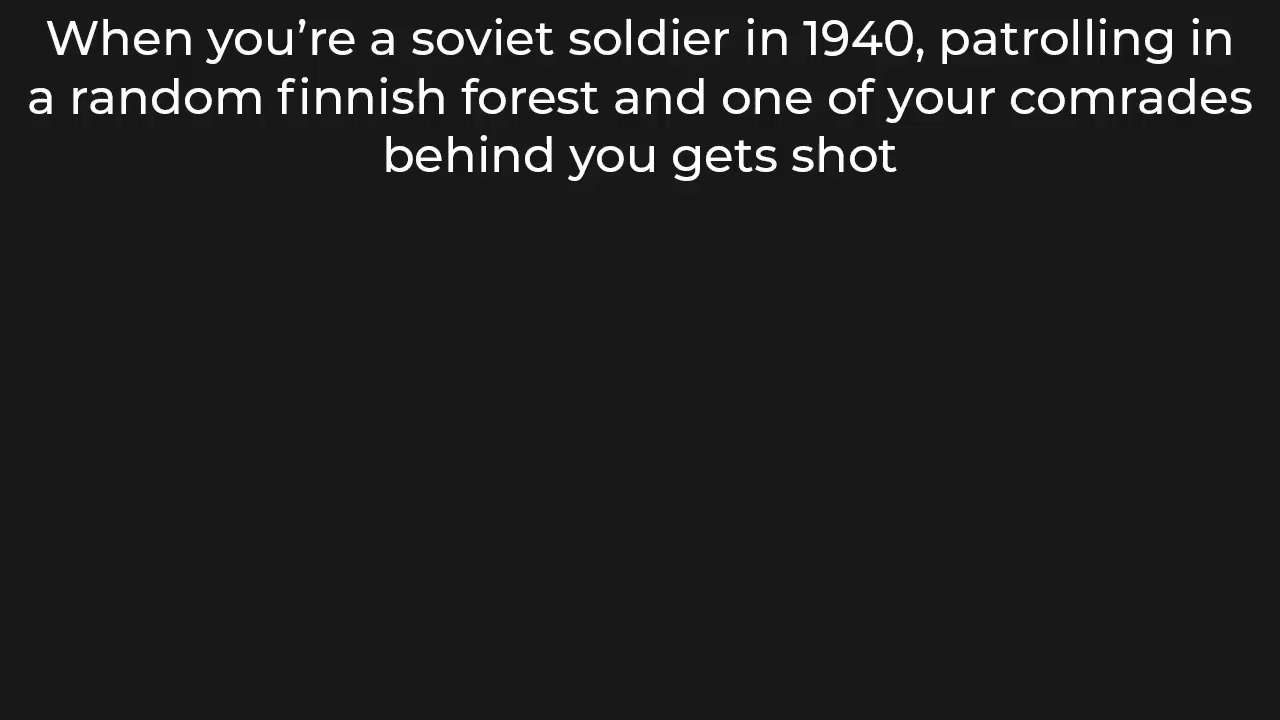 When you’re a soviet soldier in 1940, patrolling in
a random finnish forest and one of your comrades
behind you gets shot